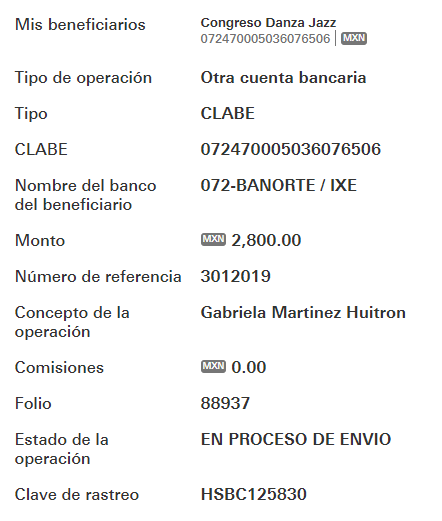 Mis beneficiarios Congreso Danza Jazz
072470005036076506 | MXN
Tipo de operación Otra cuenta bancaria
Tipo CLABE
CLABE 072470005036076506
Nombre del banco 072-BANORTE / IXE
del beneficiario
Monto MXN 2,800.00
Número de referencia 3012019
Concepto de la Gabriela Martinez Huitron
operación
Comisiones MXN 0.00
Folio 88937
Estado de la EN PROCESO DE ENVIO
operación
Clave de rastreo HSBC125830